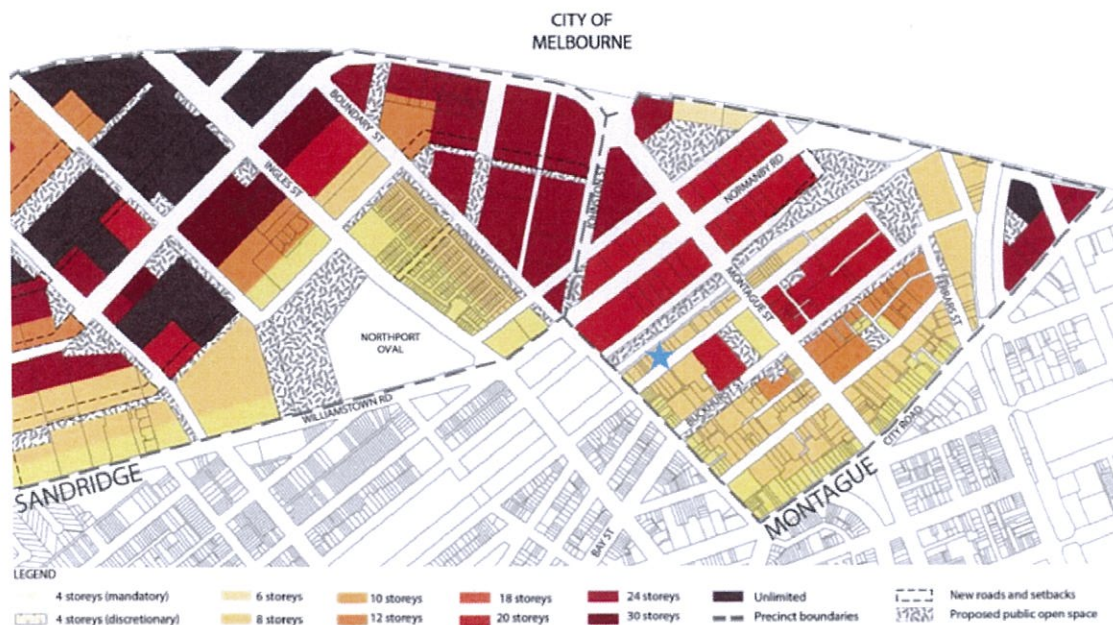 CITY OF
MELBOURNE
BOUNDARY ST
INGLES ST
NORMANBY RD
MONTAGUE ST
NORTHPORT
OVAL
BUCKHURST ST
WILLIAMSTOWN RD
CITY ROAD
SANDRIDGE
MONTAGUE
BAY ST
LEGEND
4 storeys (mandatory)
6 storeys
10 storeys
18 storeys
24 storeys
Unlimited
New roads and setbacks
4 storeys (discretionary)
8 storeys
12 storeys
20 storeys
30 storeys
Precinct boundaries
Proposed public open space